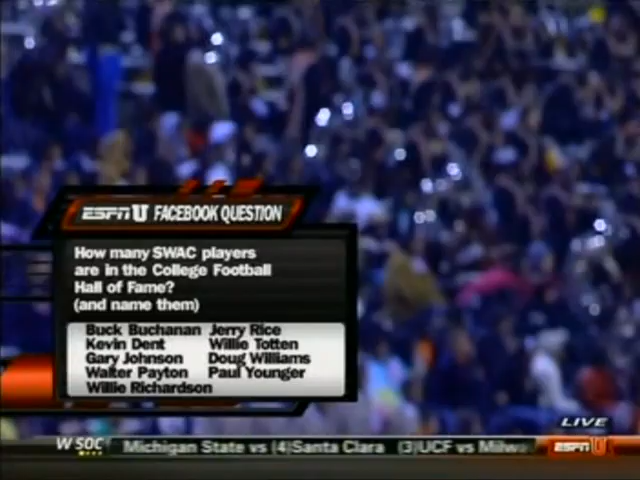 ESPN U FACEBOOK QUESTION
How many SWAC players
are in the College Football
Hall of Fame?
(and name them)
Buck Buchanan Jerry Rice
Kevin Dent Willie Totten
Gary Johnson Doug Williams
Walter Payton Paul Younger
Willie Richardson
LIVE
W SOC Michigan State vs (4)Santa Clara (3)UCF vs Milw ESPN U